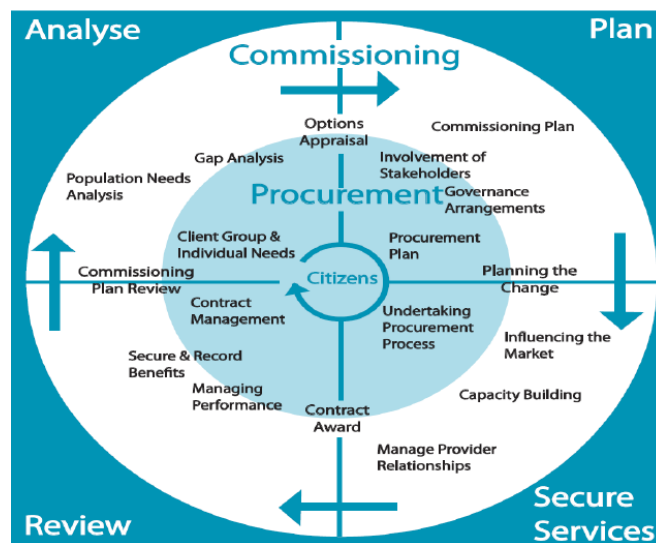 Analyse
Plan
Commissioning
Options
Appraisal
Commissioning Plan
Gap Analysis
Involvement of
Stakeholders
Population Needs
Analysis
Procurement
Governance
Arrangements
Client Group &
Individual Needs
Procurement
Plan
Commissioning
Plan Review
Citizens
Planning the
Change
Contract
Management
Undertaking
Procurement
Process
Influencing the
Market
Secure & Record
Benefits
Managing
Performance
Capacity Building
Contract
Award
Manage Provider
Relationships
Review
Secure
Services